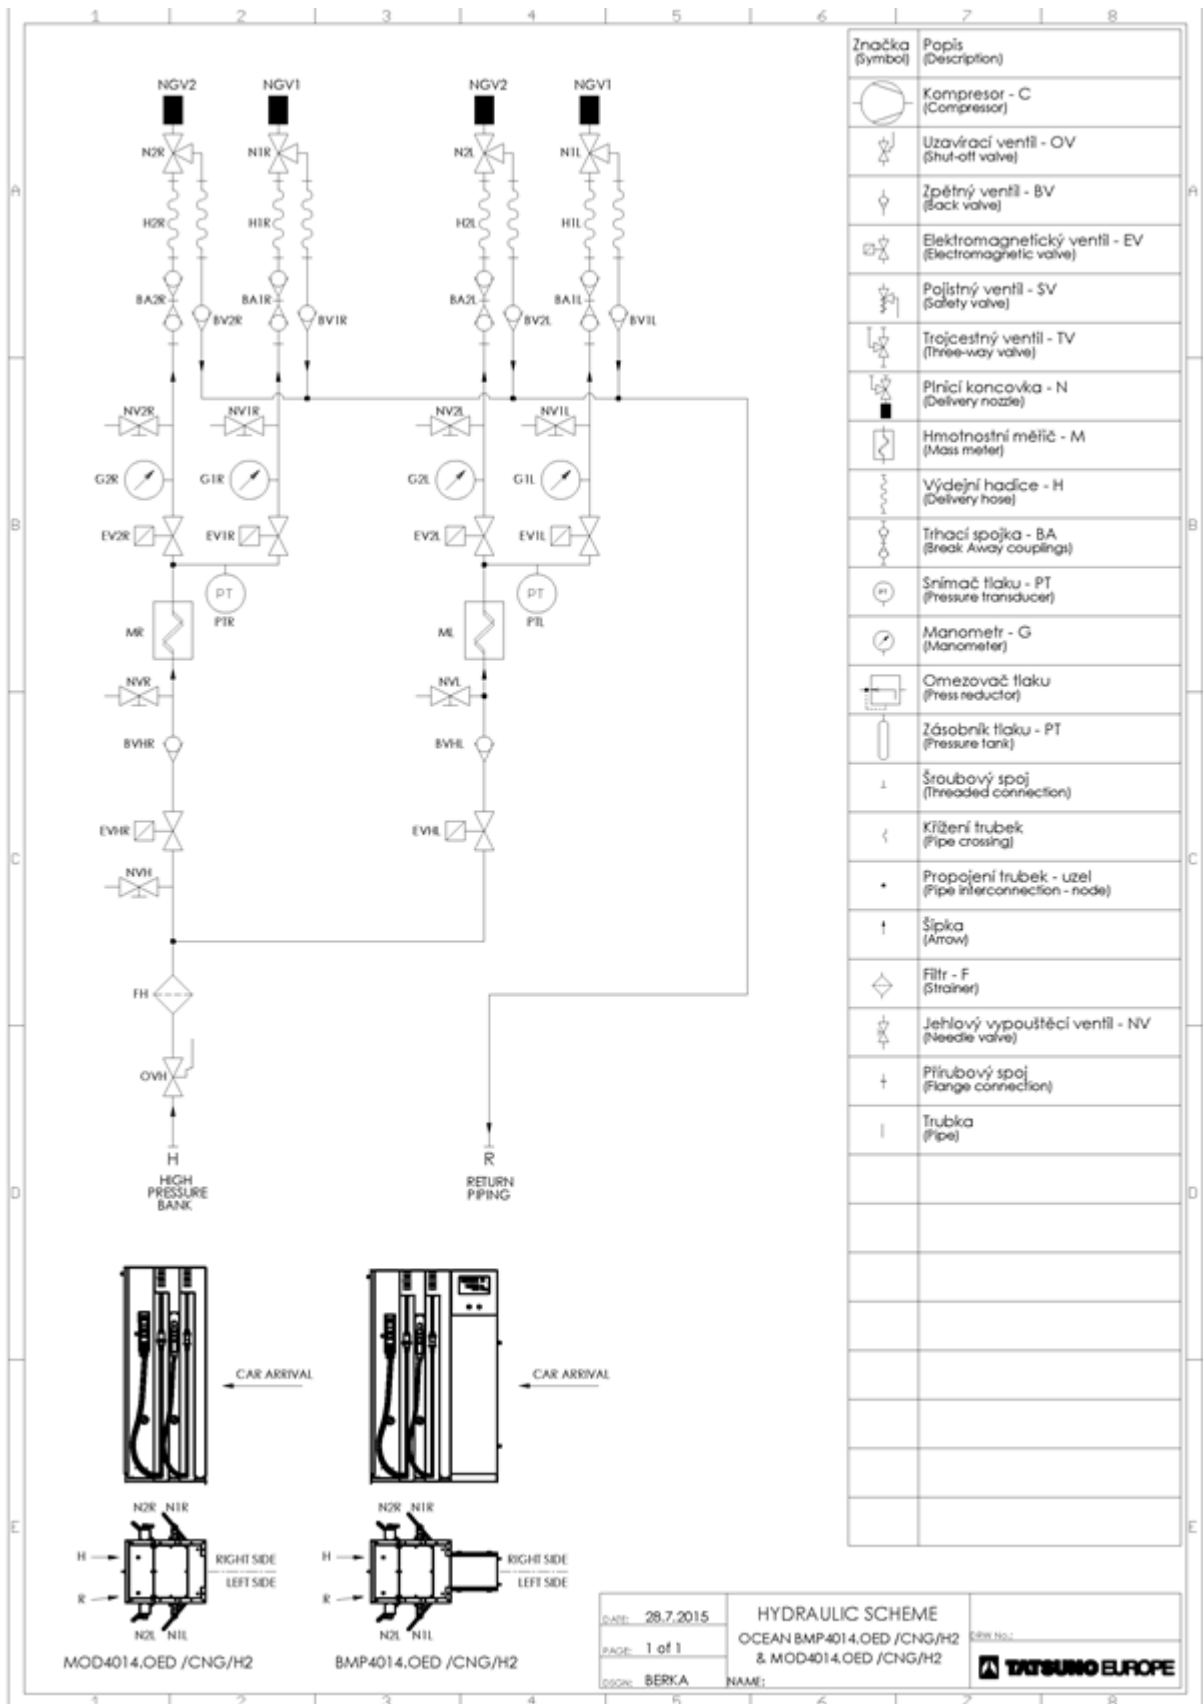 1 2 3 4 5 6 7 8
Značka Popis
(Symbol) (Description)
Kompresor - C
(Compressor)
Uzavírací ventil - OV
(Shut-off valve)
Zpětný ventil - BV
(Back valve)
Elektromagnetický ventil - EV
(Electromagnetic valve)
Pojistný ventil - SV
(Safety valve)
Trojcestný ventil - TV
(Three-way valve)
Plnicí koncovka - N
(Delivery nozzle)
Hmotnostní měřič - M
(Mass meter)
Výdejní hadice - H
(Delivery hose)
Trhací spojka - BA
(Break Away couplings)
PT
Snímač tlaku - PT
(Pressure transducer)
Manometr - G
(Manometer)
Omezovač tlaku
(Press reductor)
Zásobník tlaku - PT
(Pressure tank)
Šroubový spoj
(Threaded connection)
Křížení trubek
(Pipe crossing)
Propojení trubek - uzel
(Pipe interconnection - node)
Šipka
(Arrow)
Filtr - F
(Strainer)
Jehlový vypouštěcí ventil - NV
(Needle valve)
Přírubový spoj
(Flange connection)
Trubka
(Pipe)
NGV2 NGV1 NGV2 NGV1
N2R N1R N2L N1L
A A
H2R H1R H2L H1L
BA2R BA1R BA2L BA1L
BV2R BV1R BV2L BV1L
NV2R NV1R NV2L NV1L
G2R G1R G2L G1L
B B
EV2R EV1R EV2L EV1L
PT PT
PTR PTL
MR ML
NVR NVL
BVHR BVHL
EVHR EVHL
C C
NVH
FH
OVH
H R
HIGH
PRESSURE
BANK
RETURN
PIPING
D D
CAR ARRIVAL CAR ARRIVAL
N2R N1R N2R N1R
E E
H RIGHT SIDE H RIGHT SIDE
R LEFT SIDE R LEFT SIDE
N2L N1L N2L N1L
MOD4014.OED /CNG/H2 BMP4014.OED /CNG/H2
DATE: 28.7.2015
PAGE: 1 of 1
DSGN: BERKA
HYDRAULIC SCHEME
OCEAN BMP4014.OED /CNG/H2
& MOD4014.OED /CNG/H2
NAME:
DRW No.:
TATSUNO EUROPE
1 2 3 4 5 6 7 8